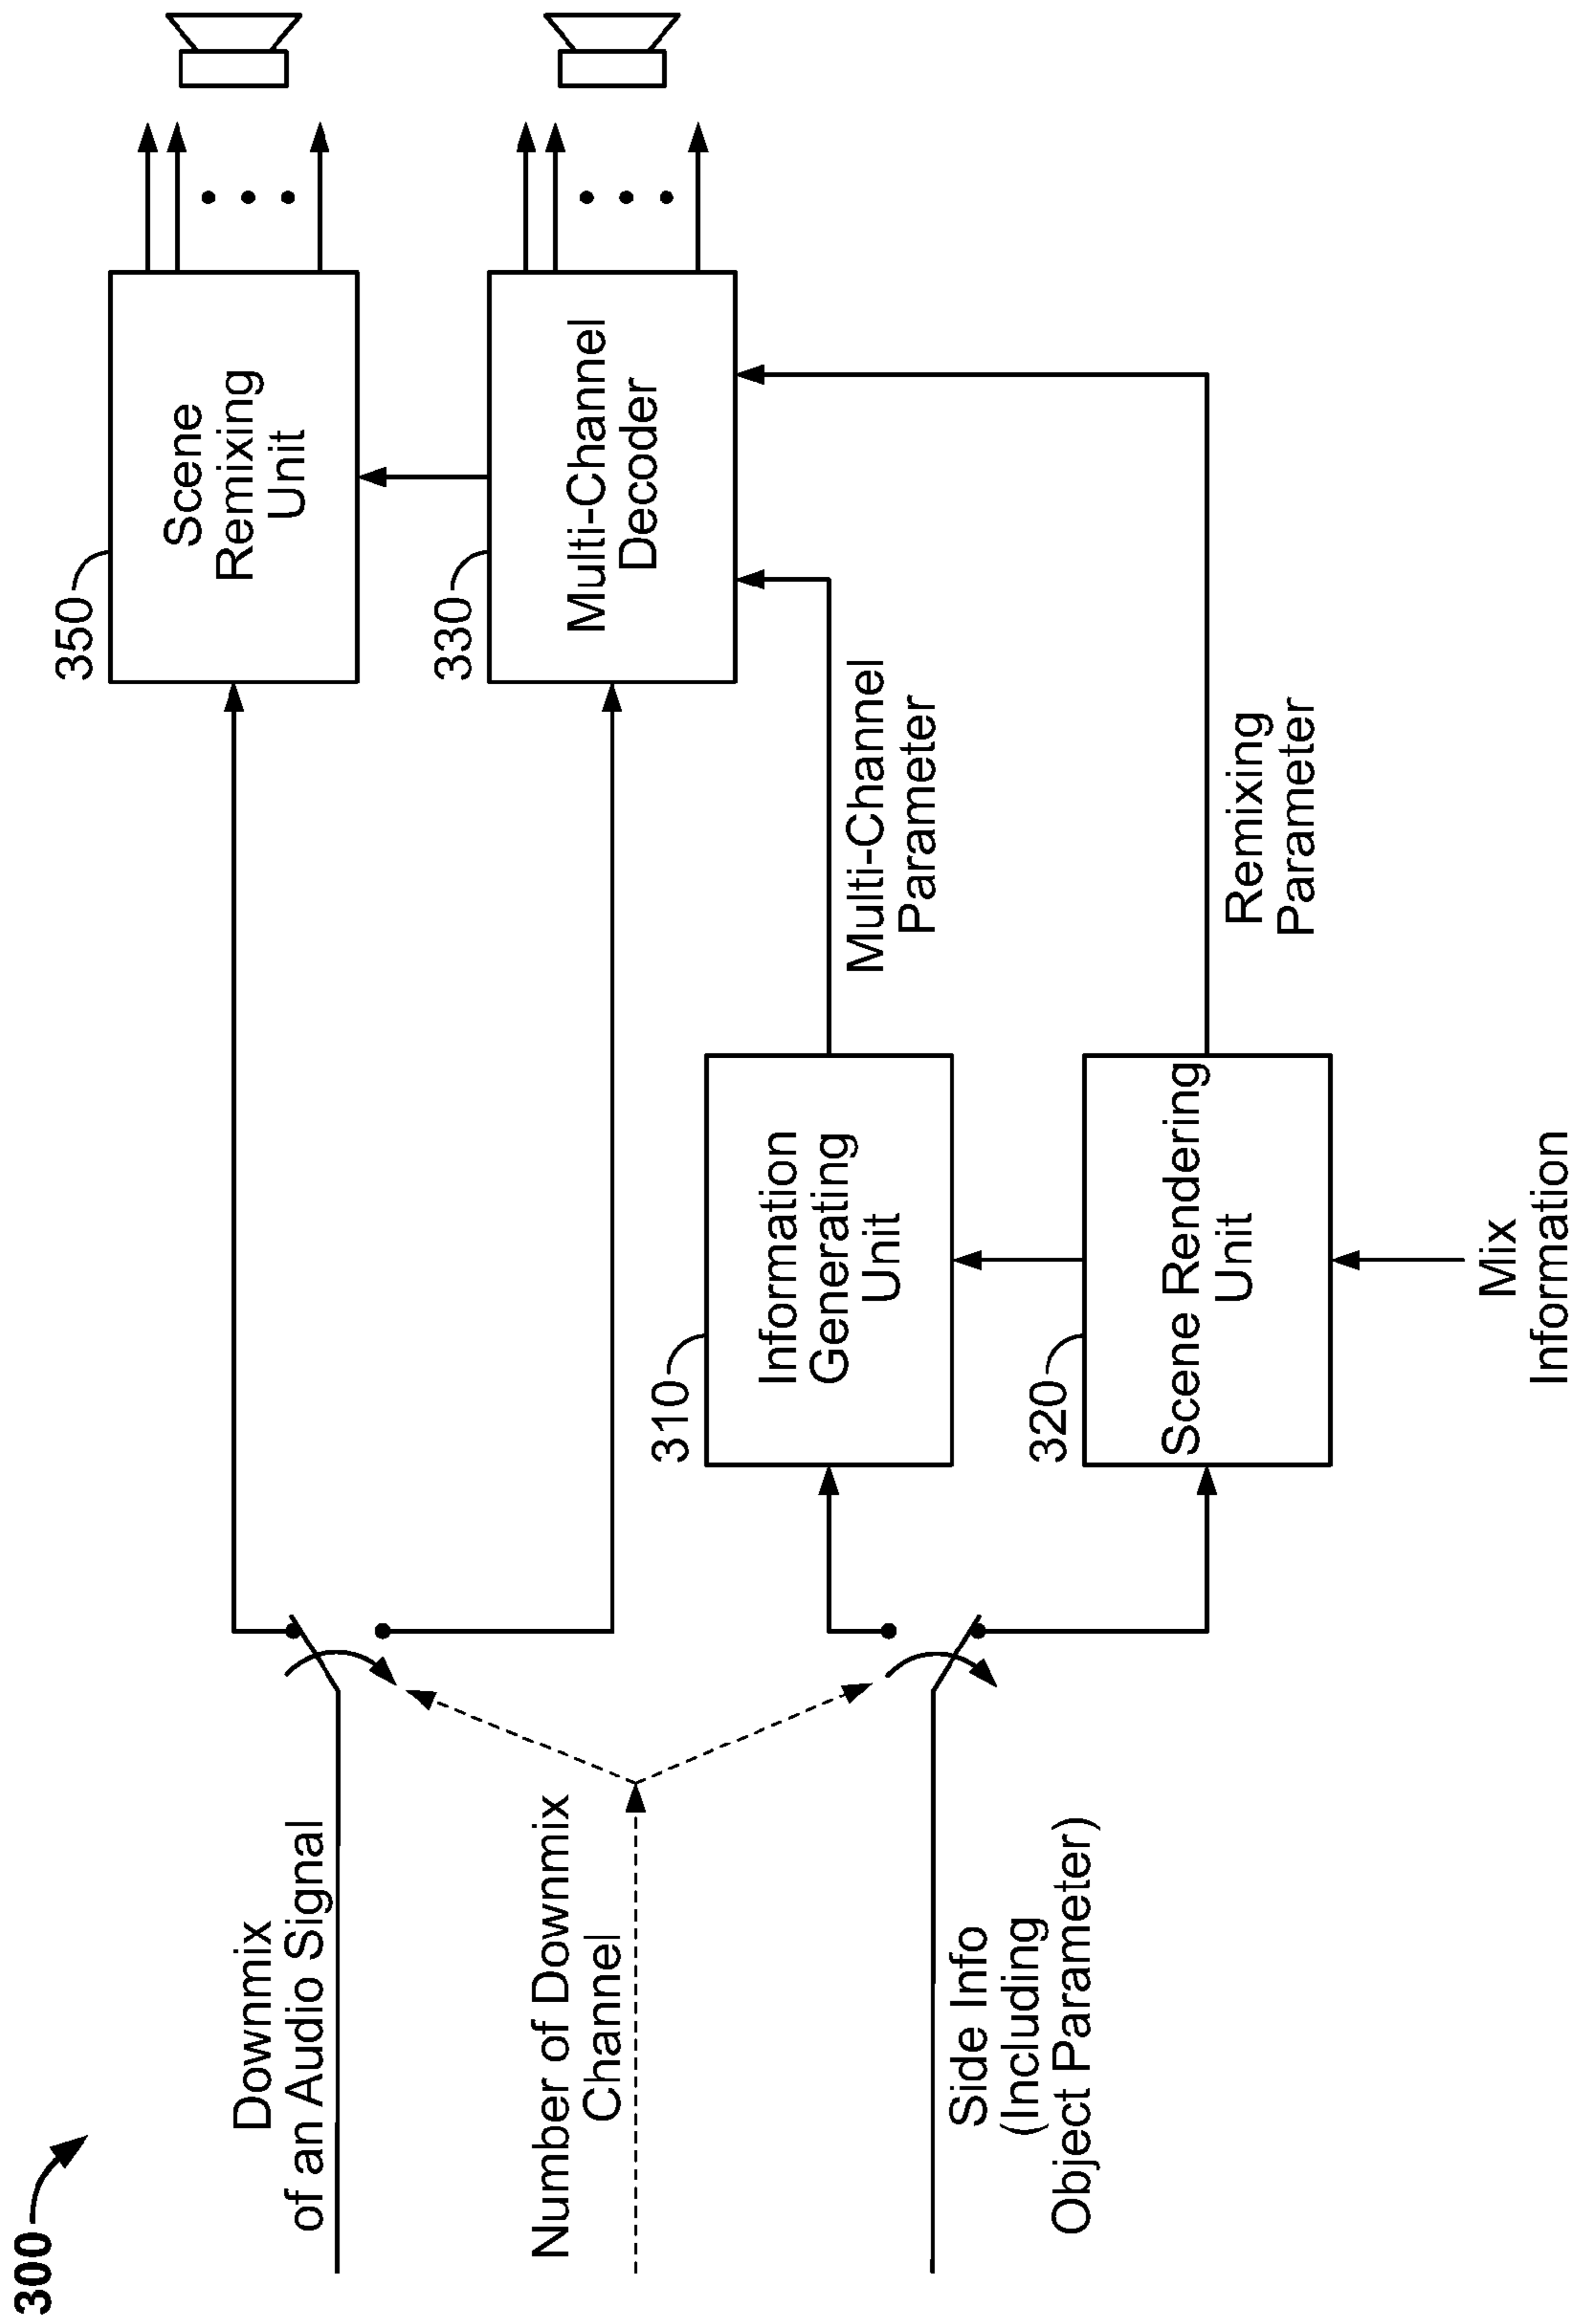 300
Downmix
of an Audio Signal
Number of Downmix
Channel
Side Info
(Including
Object Parameter)
350
Scene
Remixing
Unit
330
Multi-Channel
Decoder
310
Information
Generating
Unit
Multi-Channel
Parameter
320
Scene Rendering
Unit
Remixing
Parameter
Mix
Information